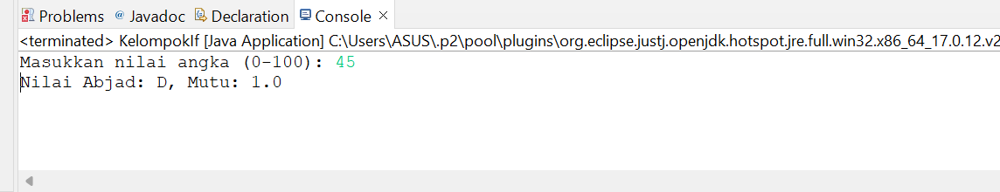 Problems @ Javadoc Declaration Console ×
<terminated> KelompokIf [Java Application] C:\Users\ASUS\.p2\pool\plugins\org.eclipse.justj.openjdk.hotspot.jre.full.win32.x86_64_17.0.12.v2
Masukkan nilai angka (0-100): 45
Nilai Abjad: D, Mutu: 1.0